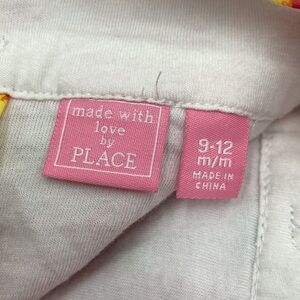 made with
love
by
PLACE
9-12
m/m
MADE IN
CHINA